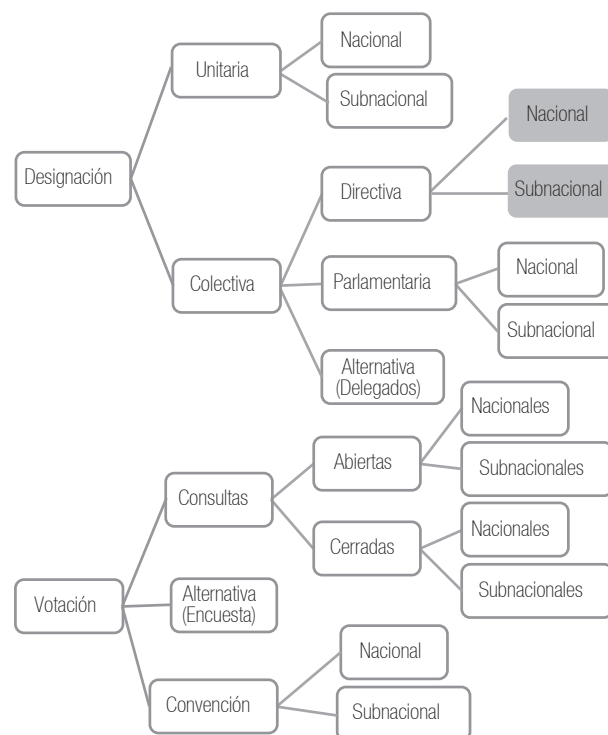 Designación
Unitaria
Nacional
Subnacional
Colectiva
Directiva
Nacional
Subnacional
Parlamentaria
Nacional
Subnacional
Alternativa
(Delegados)
Votación
Consultas
Abiertas
Nacionales
Subnacionales
Cerradas
Nacionales
Subnacionales
Alternativa
(Encuesta)
Convención
Nacional
Subnacional